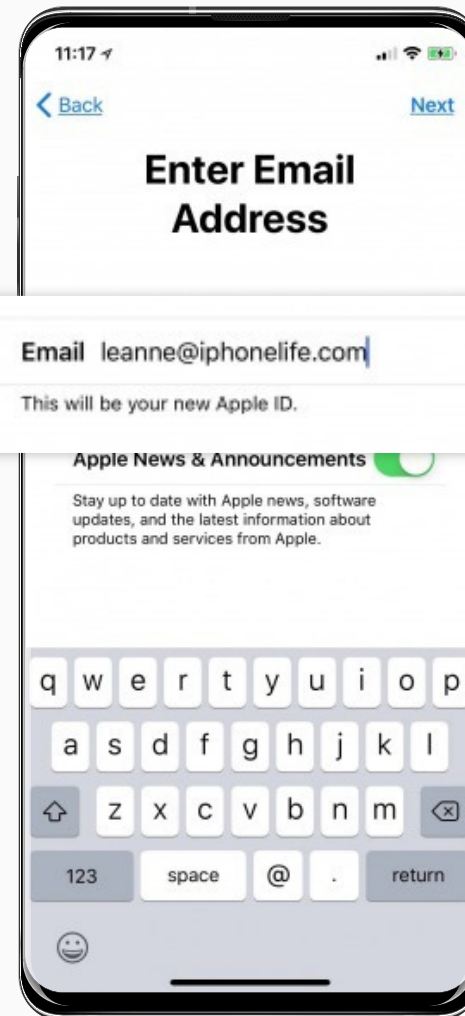 11:17
Back
Next
Enter Email
Address
Email leanne@iphonelife.com
This will be your new Apple ID.
Apple News & Announcements
Stay up to date with Apple news, software
updates, and the latest information about
products and services from Apple.
q w e r t y u i o p
a s d f g h j k l
z x c v b n m
123 space @ . return